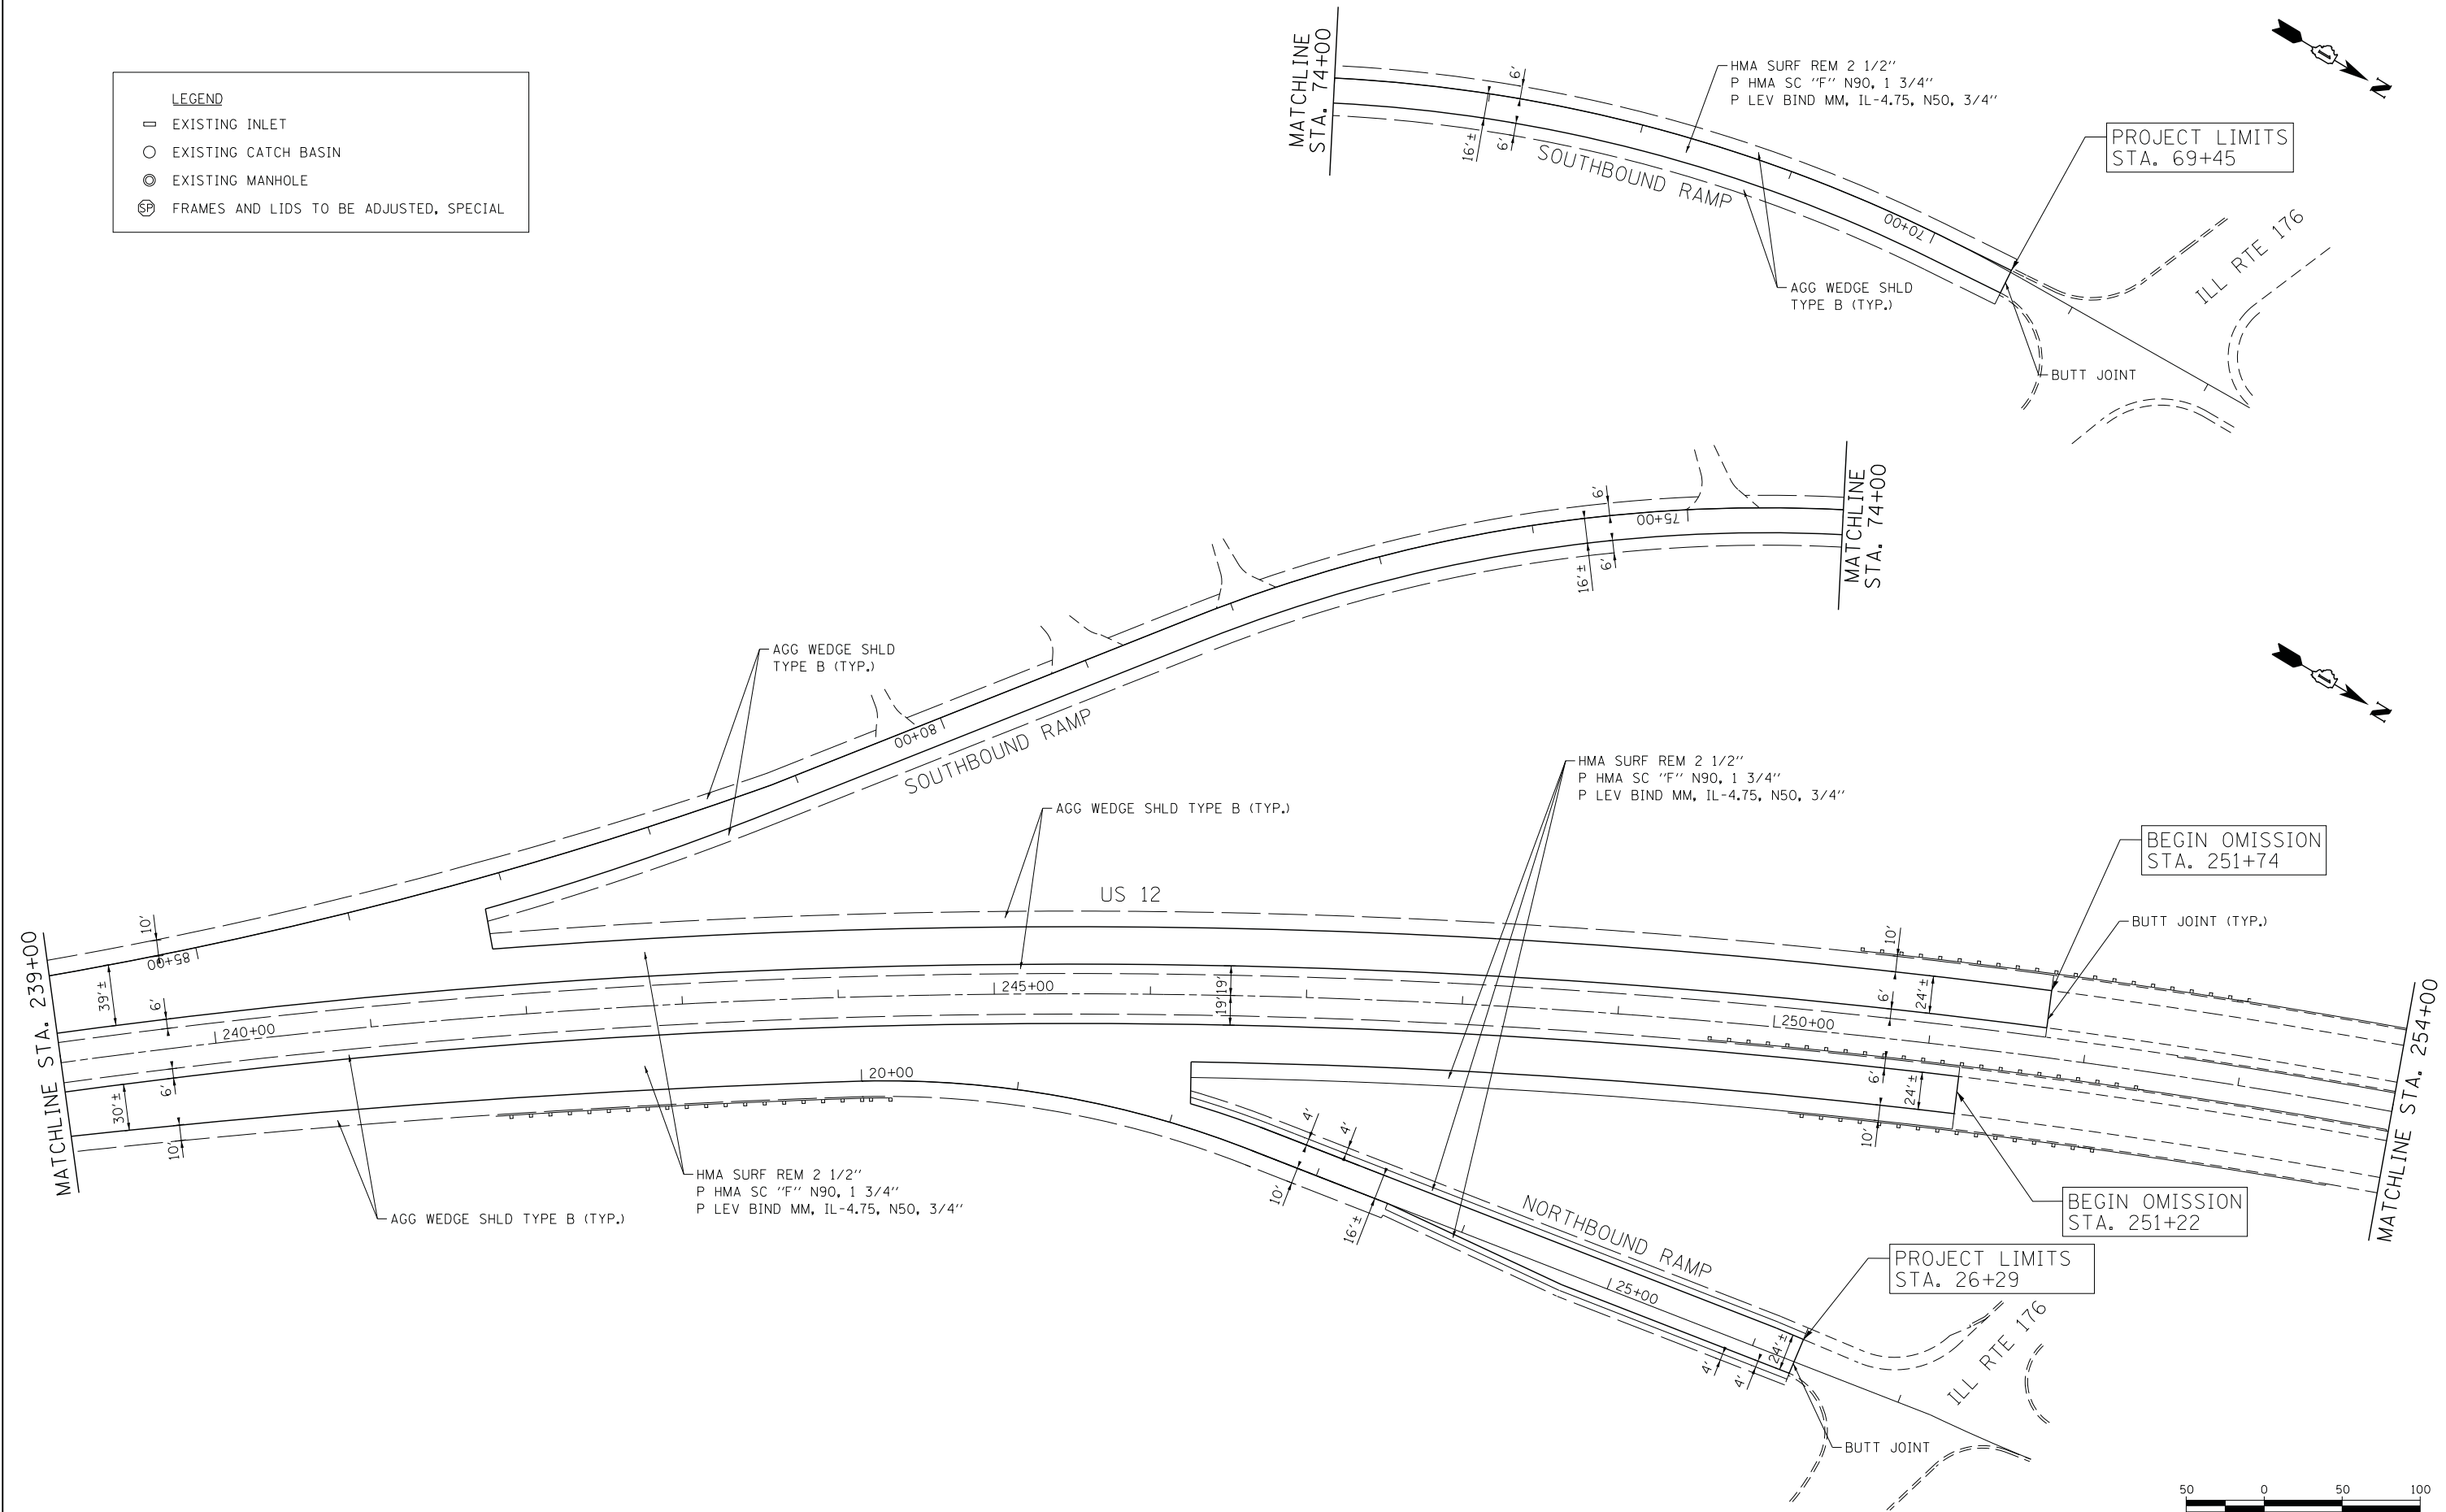 LEGEND
EXISTING INLET
EXISTING CATCH BASIN
EXISTING MANHOLE
SP FRAMES AND LIDS TO BE ADJUSTED, SPECIAL
MATCHLINE
STA. 74+00
6'
16'±
6'
HMA SURF REM 2 1/2"
P HMA SC "F" N90, 1 3/4"
P LEV BIND MM, IL-4.75, N50, 3/4"
SOUTHBOUND RAMP
N
PROJECT LIMITS
STA. 69+45
70+00
ILL RTE 176
AGG WEDGE SHLD
TYPE B (TYP.)
BUTT JOINT
6'
75+00
16'±
6'
MATCHLINE
STA. 74+00
AGG WEDGE SHLD
TYPE B (TYP.)
80+00
SOUTHBOUND RAMP
N
HMA SURF REM 2 1/2"
P HMA SC "F" N90, 1 3/4"
P LEV BIND MM, IL-4.75, N50, 3/4"
AGG WEDGE SHLD TYPE B (TYP.)
US 12
BEGIN OMISSION
STA. 251+74
BUTT JOINT (TYP.)
MATCHLINE STA. 239+00
10'
85+00
39'±
6'
240+00
6'
30'±
10'
245+00
19'
19'
10'
6'
24'±
250+00
6'
24'±
10'
MATCHLINE STA. 254+00
20+00
HMA SURF REM 2 1/2"
P HMA SC "F" N90, 1 3/4"
P LEV BIND MM, IL-4.75, N50, 3/4"
AGG WEDGE SHLD TYPE B (TYP.)
4'
4'
10'
16'±
NORTHBOUND RAMP
25+00
BEGIN OMISSION
STA. 251+22
PROJECT LIMITS
STA. 26+29
24'±
4'
4'
ILL RTE 176
BUTT JOINT
50
0
50
100